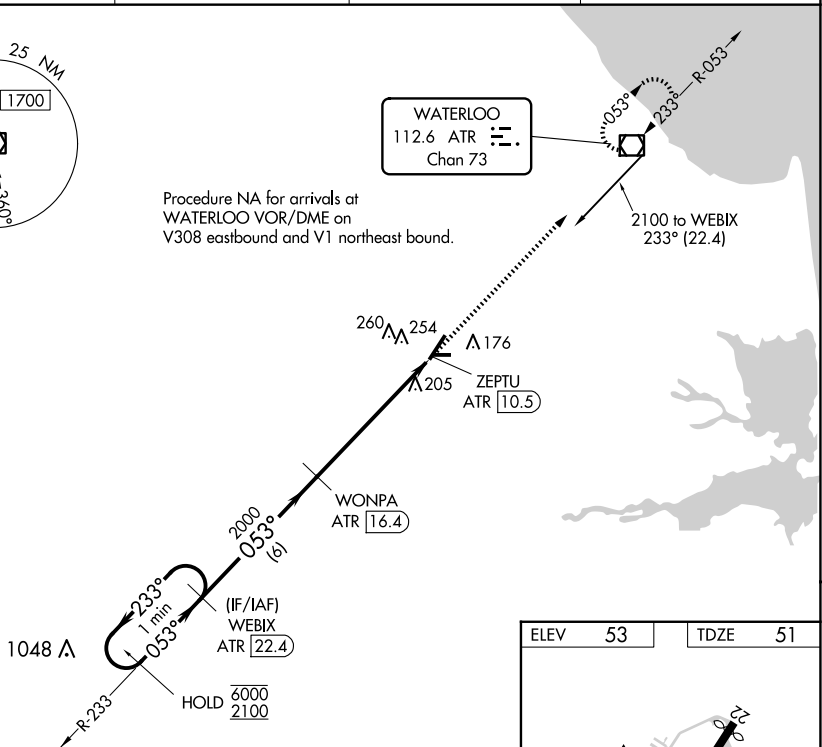 25 NM
1700
360°
R-053
053°
233°
WATERLOO
112.6 ATR
Chan 73
Procedure NA for arrivals at
WATERLOO VOR/DME on
V308 eastbound and V1 northeast bound.
2100 to WEBIX
233° (22.4)
260
254
176
205
ZEPTU
ATR 10.5
WONPA
ATR 16.4
2000
053°
(6)
233°
1 min
053°
(IF/IAF)
WEBIX
ATR 22.4
1048
HOLD 6000
2100
R-233
ELEV 53
TDZE 51
22